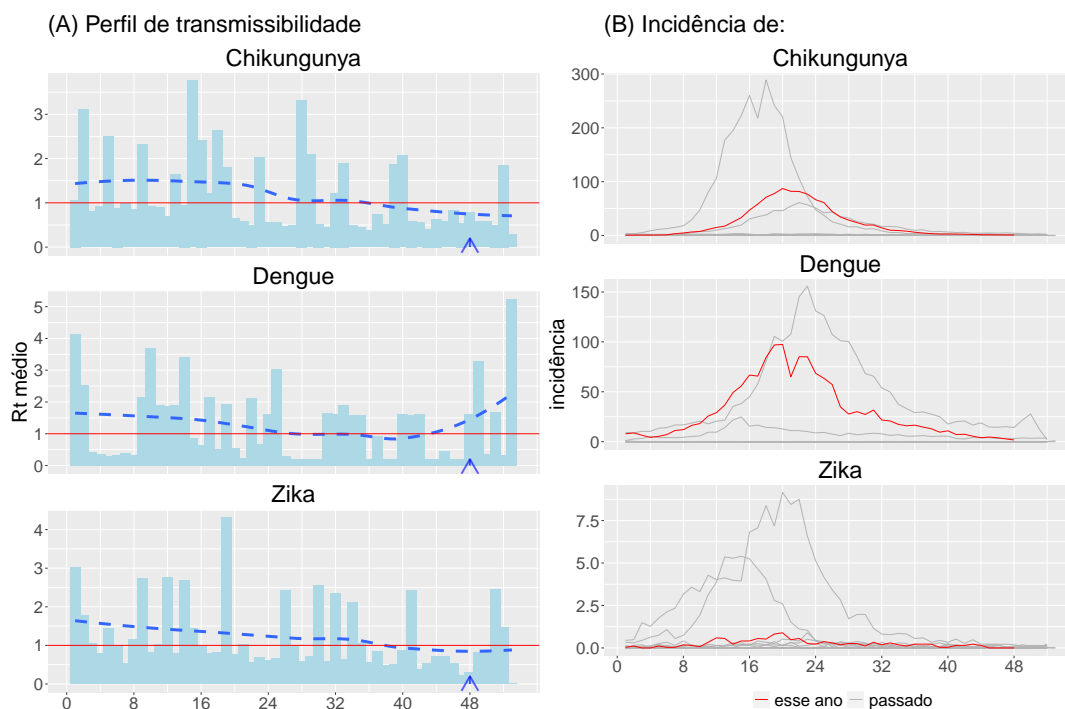 (A) Perfil de transmissibilidade
Chikungunya
3
2
1
0
Dengue
5
4
3
2
1
0
Rt médio
Zika
4
3
2
1
0
0 8 16 24 32 40 48
(B) Incidência de:
Chikungunya
300
200
100
0
Dengue
150
100
50
0
incidência
Zika
7.5
5.0
2.5
0.0
0 8 16 24 32 40 48
esse ano passado